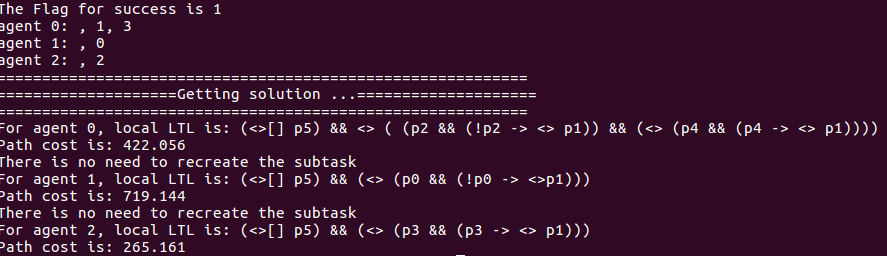 The Flag for success is 1
agent 0: , 1, 3
agent 1: , 0
agent 2: , 2
============================================================
====================Getting solution ...====================
============================================================
For agent 0, local LTL is: (<>[] p5) && <> ( (p2 && (!p2 -> <> p1)) && (<> (p4 && (p4 -> <> p1))))
Path cost is: 422.056
There is no need to recreate the subtask
For agent 1, local LTL is: (<>[] p5) && (<> (p0 && (!p0 -> <>p1)))
Path cost is: 719.144
There is no need to recreate the subtask
For agent 2, local LTL is: (<>[] p5) && (<> (p3 && (p3 -> <> p1)))
Path cost is: 265.161